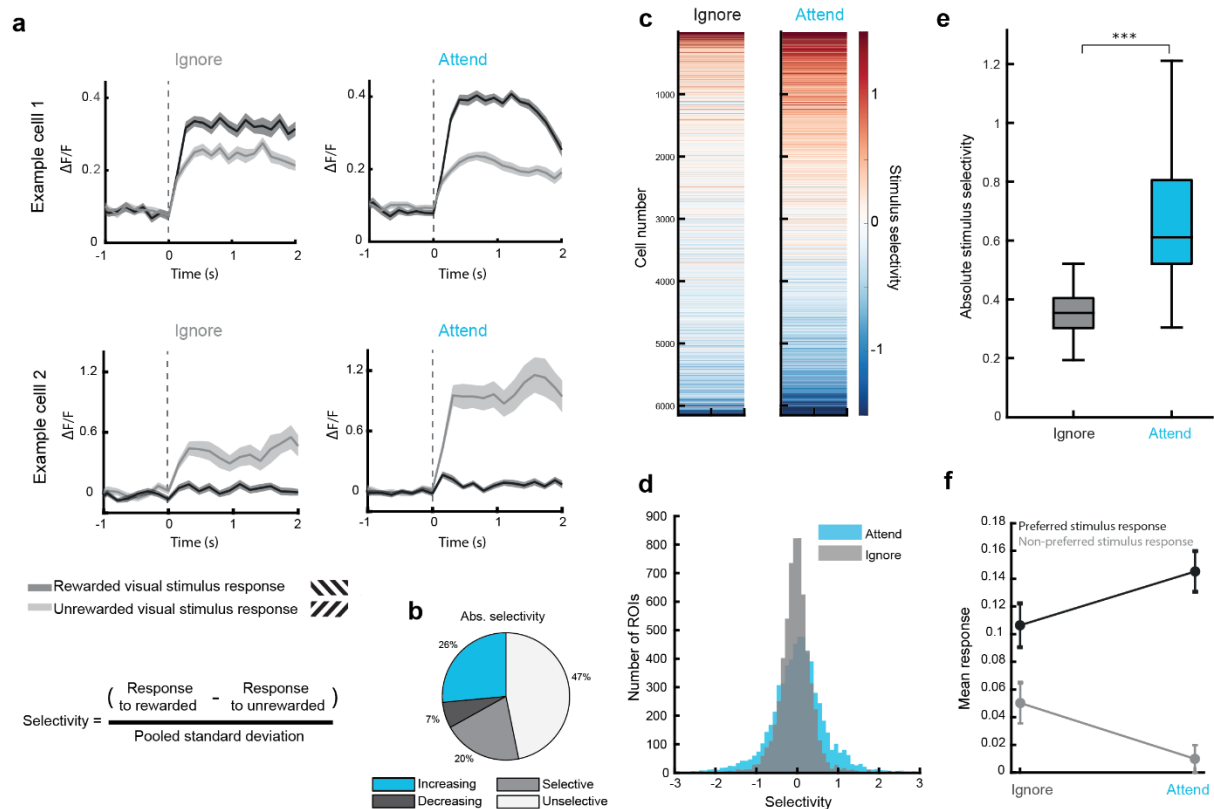 a
Ignore
Attend
Example celll 1
ΔF/F
0.4
0.2
0
-1
0
1
2
Time (s)
ΔF/F
0.4
0.2
0
-1
0
1
2
Time (s)
Ignore
Attend
Example celll 2
ΔF/F
1.2
0.6
0
-1
0
1
2
Time (s)
ΔF/F
1.2
0.6
0
-1
0
1
2
Time (s)
Rewarded visual stimulus response
Unrewarded visual stimulus response
Selectivity = ( Response to rewarded - Response to unrewarded )
Pooled standard deviation
b
Abs. selectivity
26%
47%
7%
20%
Increasing
Selective
Decreasing
Unselective
c
Ignore
Attend
Cell number
1000
2000
3000
4000
5000
6000
1
0
-1
Stimulus selectivity
d
Number of ROIs
900
800
700
600
500
400
300
200
100
0
-3
-2
-1
0
1
2
3
Selectivity
Attend
Ignore
e
***
Absolute stimulus selectivity
1.2
1.0
0.8
0.6
0.4
0.2
0
Ignore
Attend
f
Preferred stimulus response
Non-preferred stimulus response
Mean response
0.18
0.16
0.14
0.12
0.1
0.08
0.06
0.04
0.02
0
Ignore
Attend